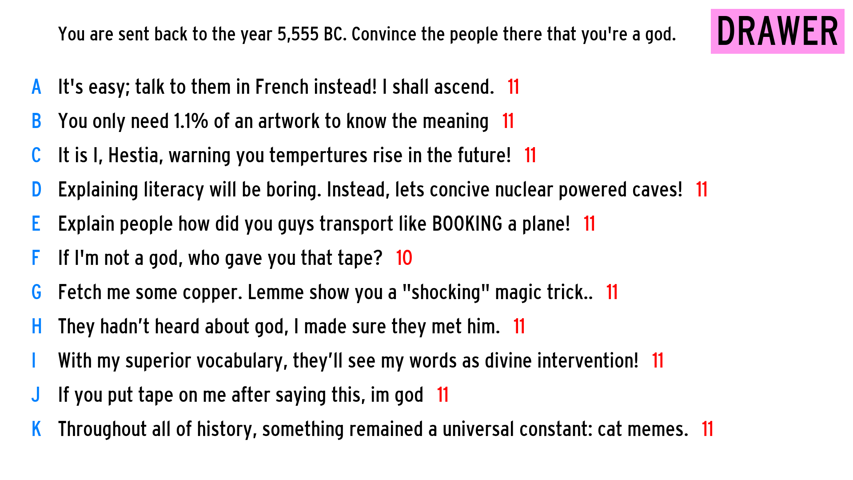 You are sent back to the year 5,555 BC. Convince the people there that you're a god.
DRAWER
A It's easy; talk to them in French instead! I shall ascend. 11
B You only need 1.1% of an artwork to know the meaning 11
C It is I, Hestia, warning you tempertures rise in the future! 11
D Explaining literacy will be boring. Instead, lets concive nuclear powered caves! 11
E Explain people how did you guys transport like BOOKING a plane! 11
F If I'm not a god, who gave you that tape? 10
G Fetch me some copper. Lemme show you a "shocking" magic trick.. 11
H They hadn’t heard about god, I made sure they met him. 11
I With my superior vocabulary, they’ll see my words as divine intervention! 11
J If you put tape on me after saying this, im god 11
K Throughout all of history, something remained a universal constant: cat memes. 11